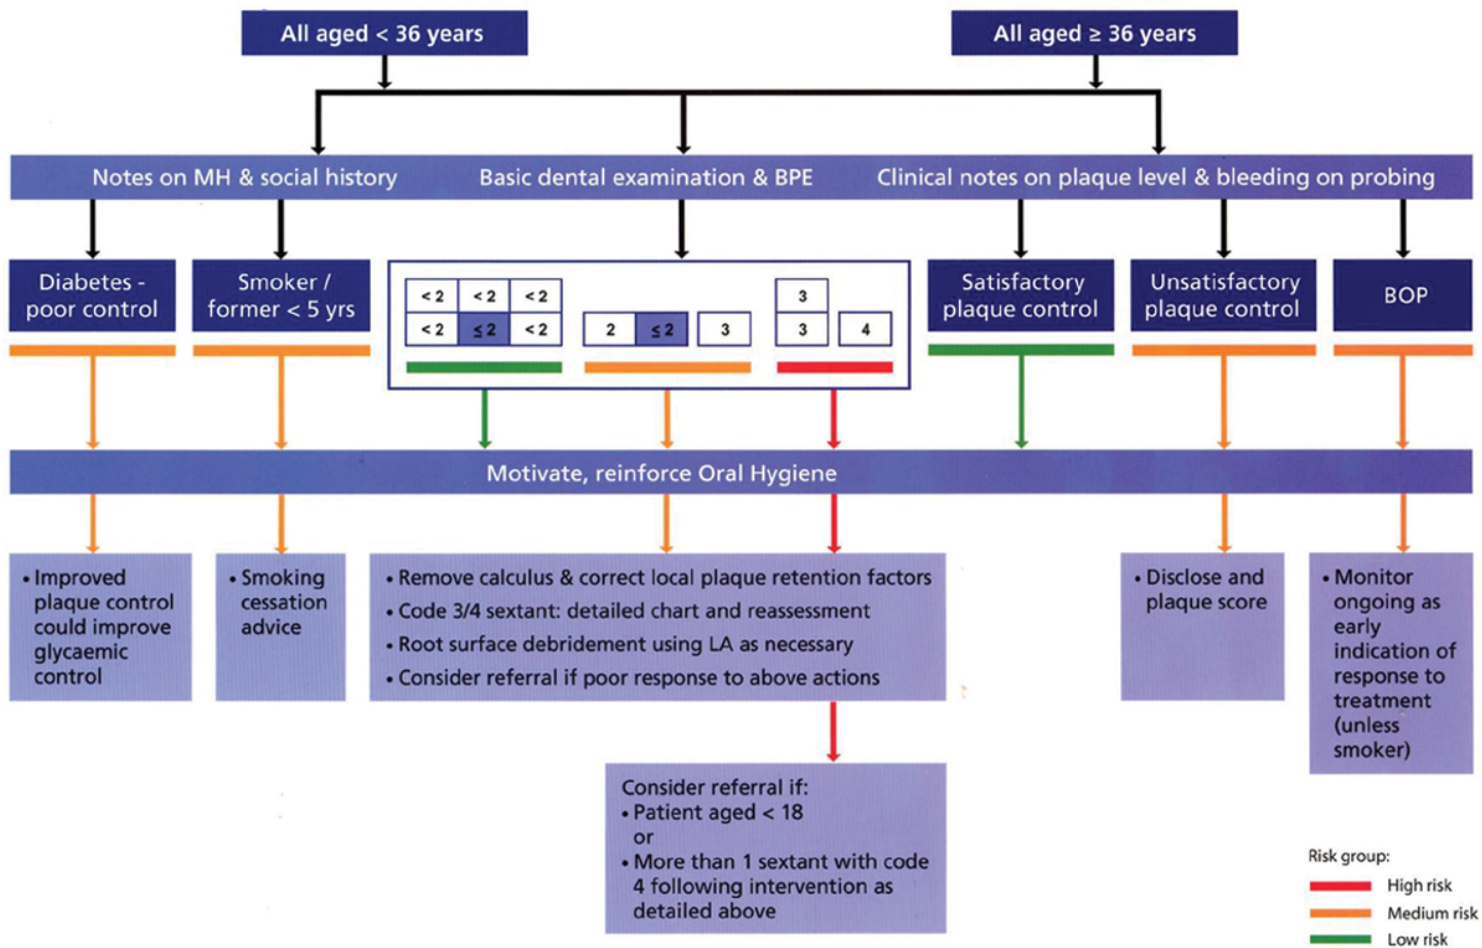 All aged < 36 years
All aged ≥ 36 years
Notes on MH & social history
Basic dental examination & BPE
Clinical notes on plaque level & bleeding on probing
Diabetes -
poor control
Smoker /
former < 5 yrs
< 2 < 2 < 2
< 2 ≤ 2 < 2
2 ≤ 2 3
3
3 4
Satisfactory
plaque control
Unsatisfactory
plaque control
BOP
Motivate, reinforce Oral Hygiene
• Improved
plaque control
could improve
glycaemic
control
• Smoking
cessation
advice
• Remove calculus & correct local plaque retention factors
• Code 3/4 sextant: detailed chart and reassessment
• Root surface debridement using LA as necessary
• Consider referral if poor response to above actions
• Disclose and
plaque score
• Monitor
ongoing as
early
indication of
response to
treatment
(unless
smoker)
Consider referral if:
• Patient aged < 18
or
• More than 1 sextant with code
4 following intervention as
detailed above
Risk group:
High risk
Medium risk
Low risk